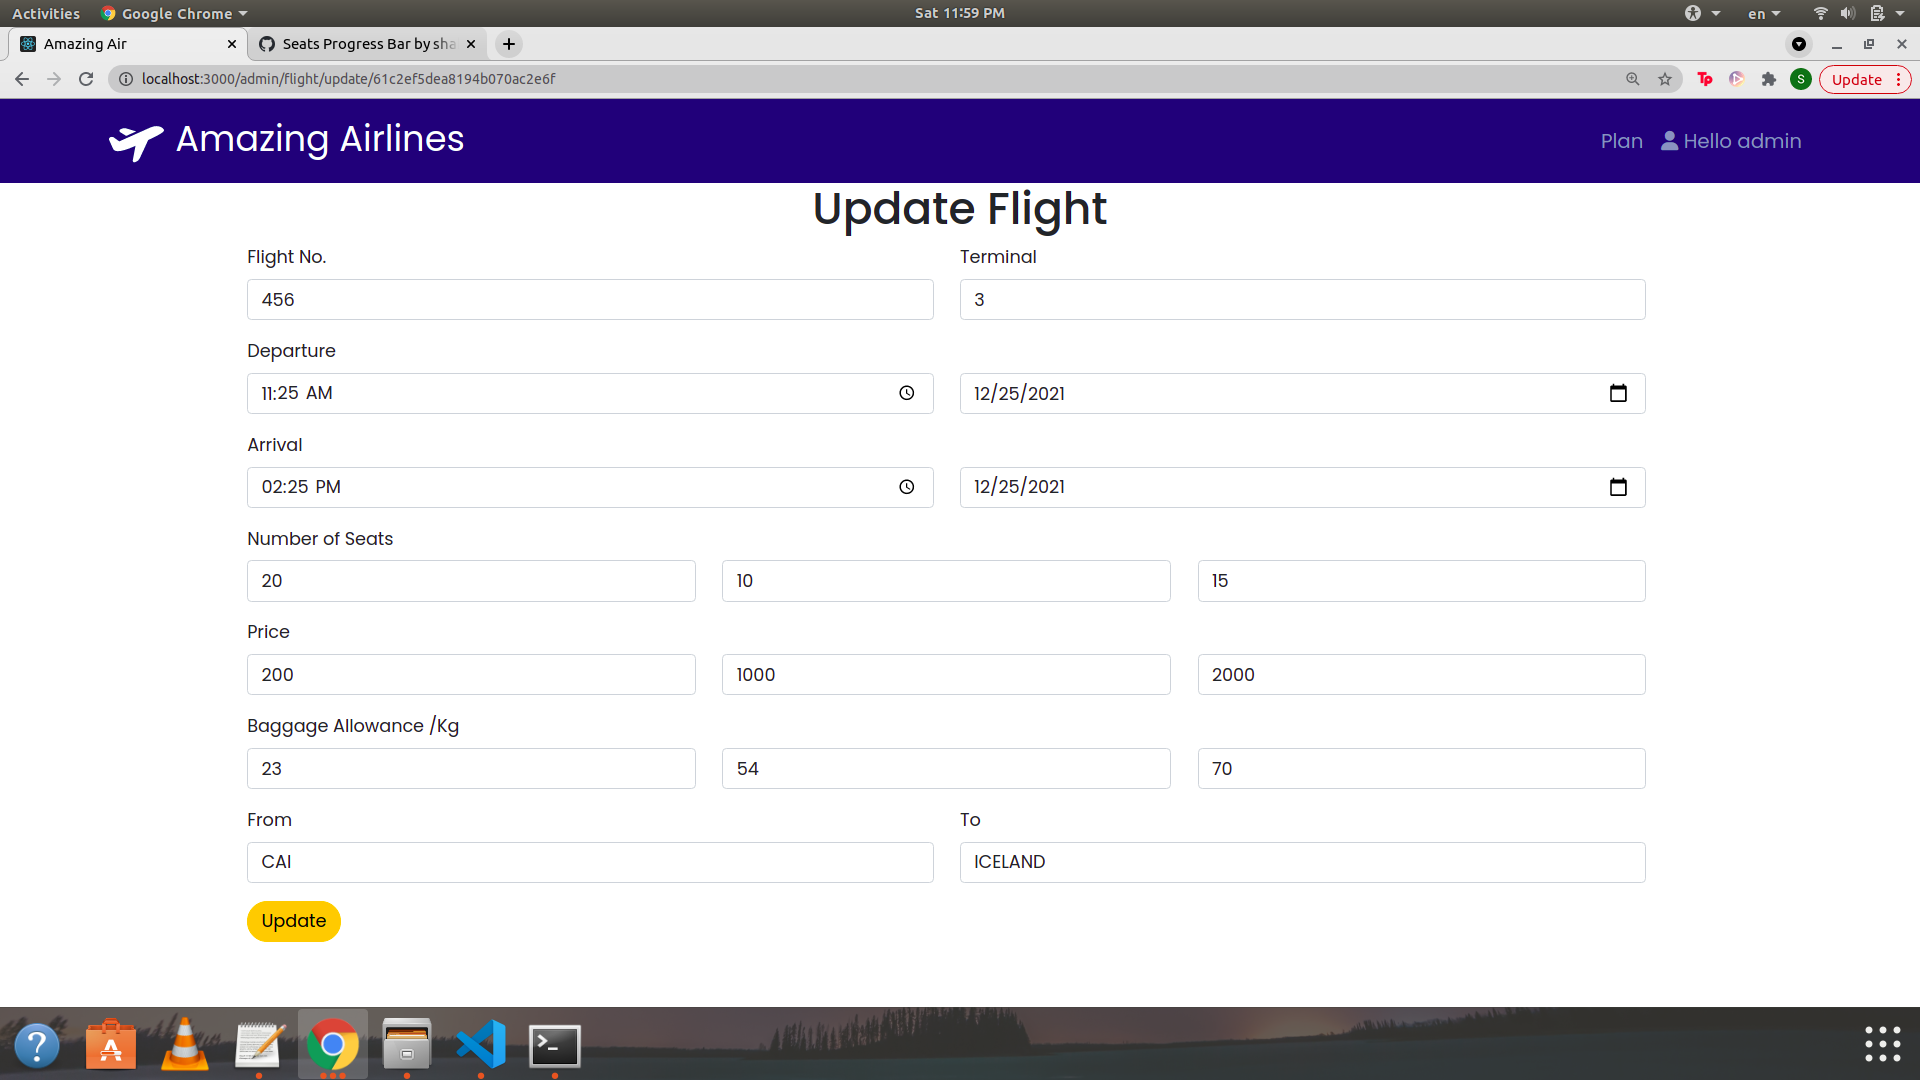 Activities Google Chrome Sat 11:59 PM en
Amazing Air Seats Progress Bar by sha
localhost:3000/admin/flight/update/61c2ef5dea8194b070ac2e6f Tp S Update
Amazing Airlines Plan Hello admin
Update Flight
Flight No. Terminal
456 3
Departure
11:25 AM 12/25/2021
Arrival
02:25 PM 12/25/2021
Number of Seats
20 10 15
Price
200 1000 2000
Baggage Allowance /Kg
23 54 70
From To
CAI ICELAND
Update